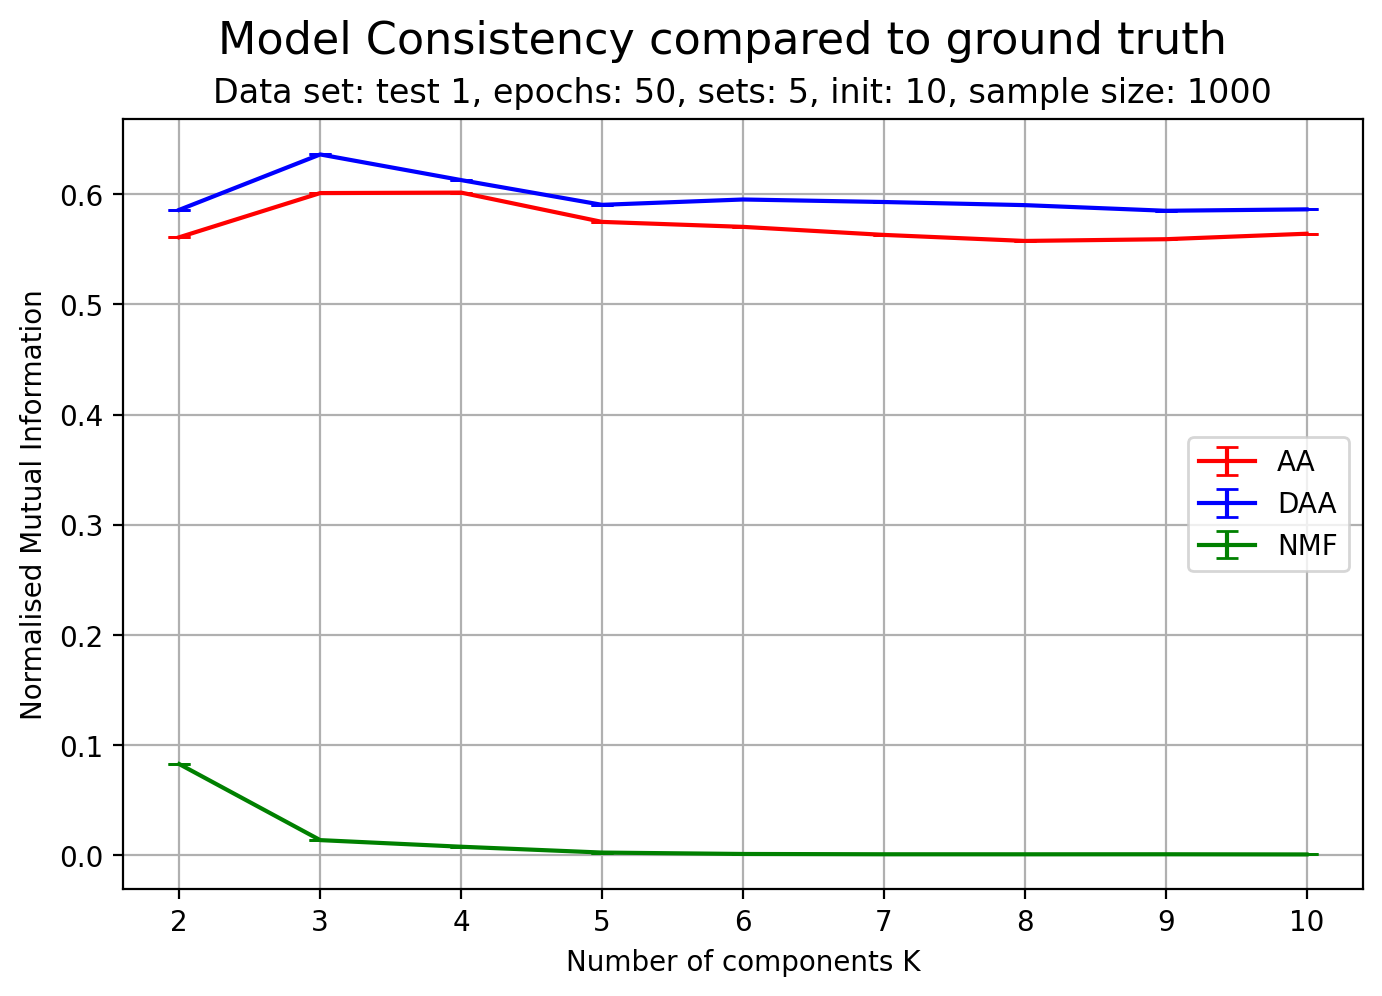 Model Consistency compared to ground truth
Data set: test 1, epochs: 50, sets: 5, init: 10, sample size: 1000
Normalised Mutual Information
0.6
0.5
0.4
0.3
0.2
0.1
0.0
AA
DAA
NMF
2 3 4 5 6 7 8 9 10
Number of components K